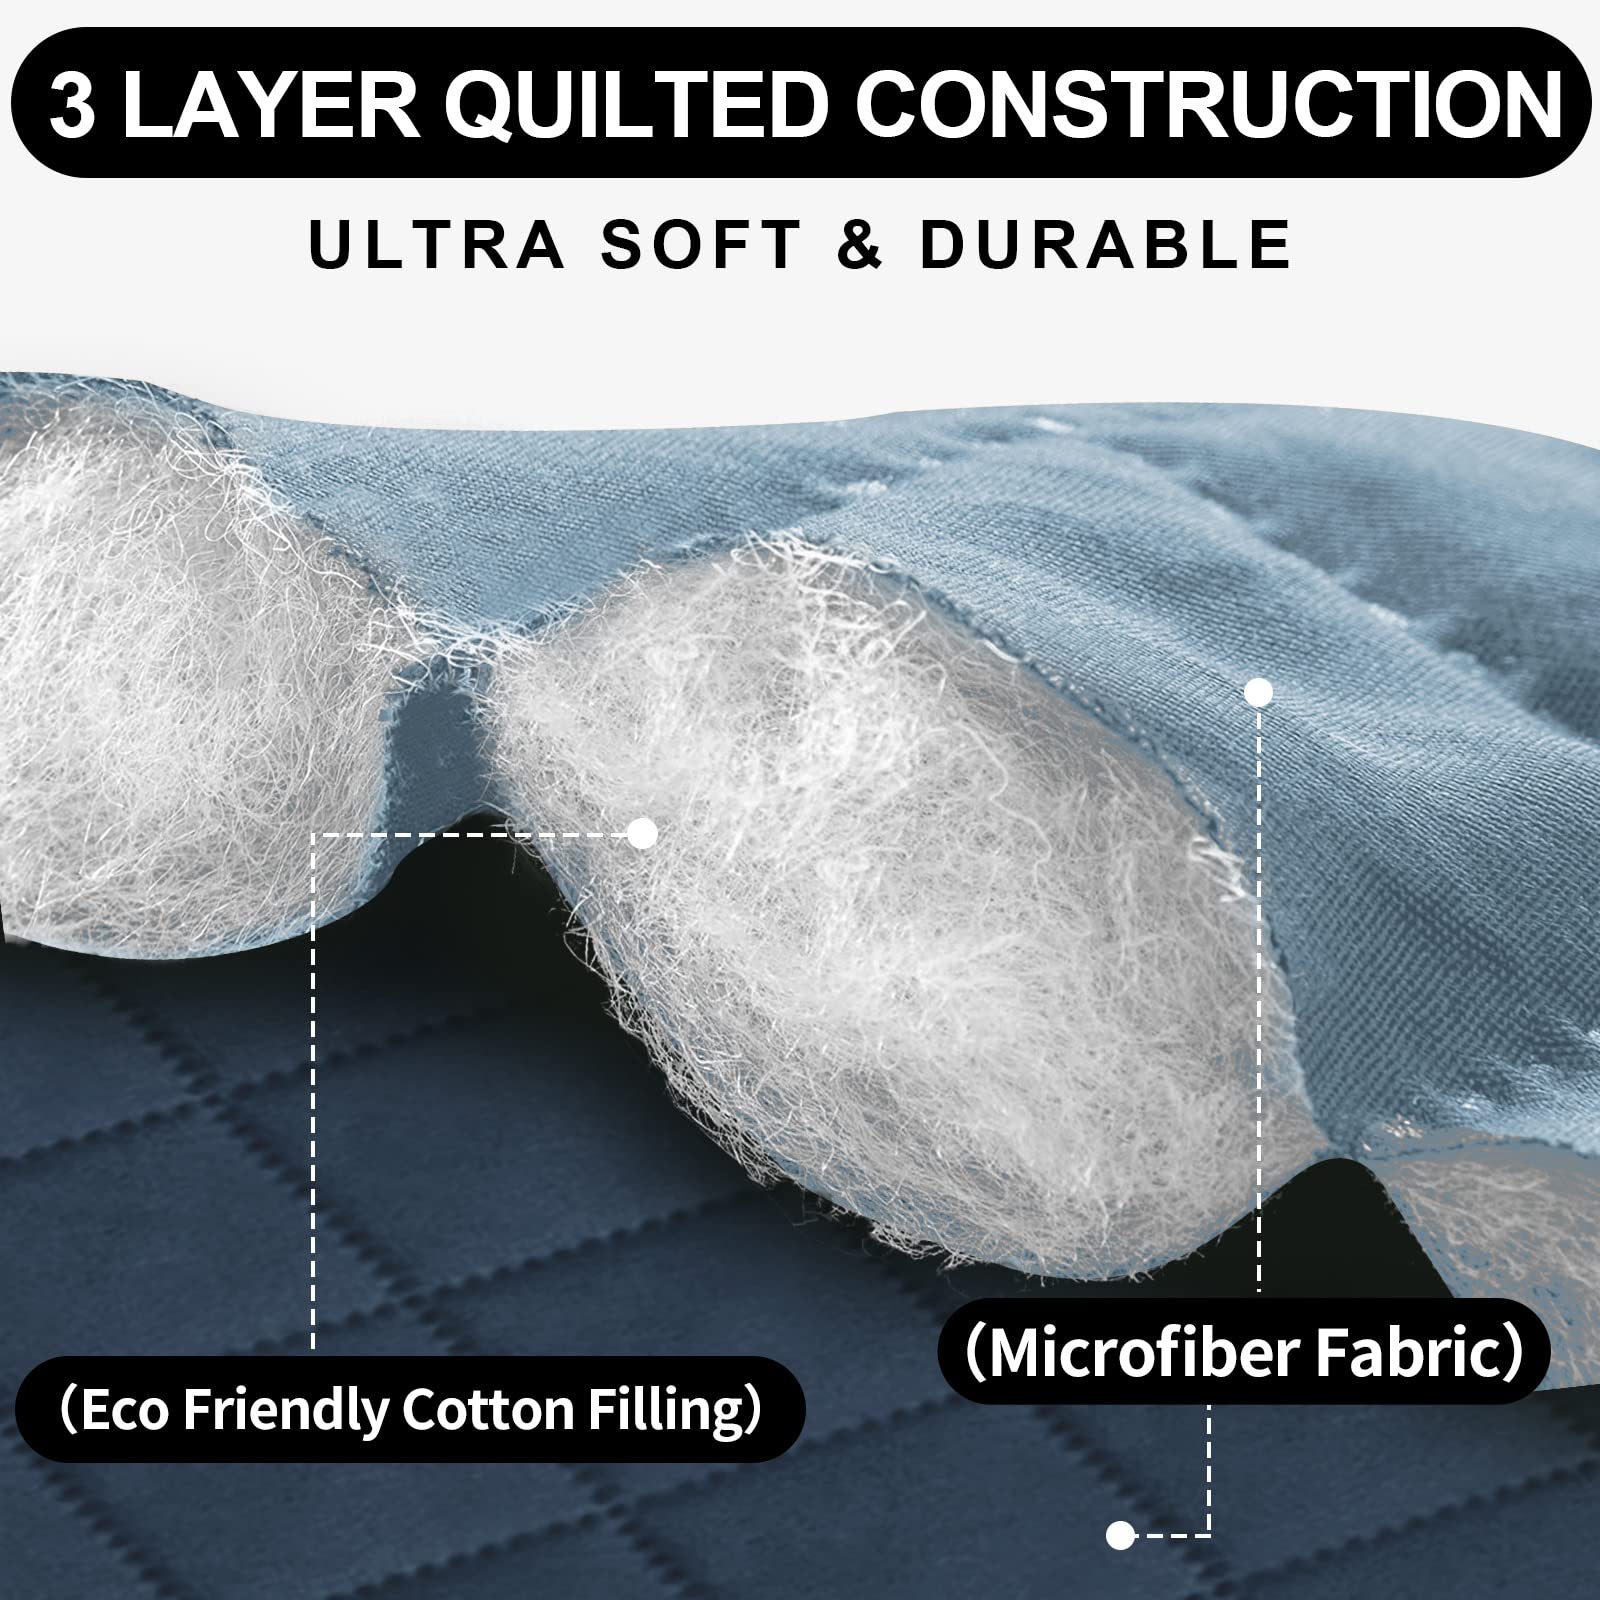 3 LAYER QUILTED CONSTRUCTION
ULTRA SOFT & DURABLE
(Microfiber Fabric)
(Eco Friendly Cotton Filling)